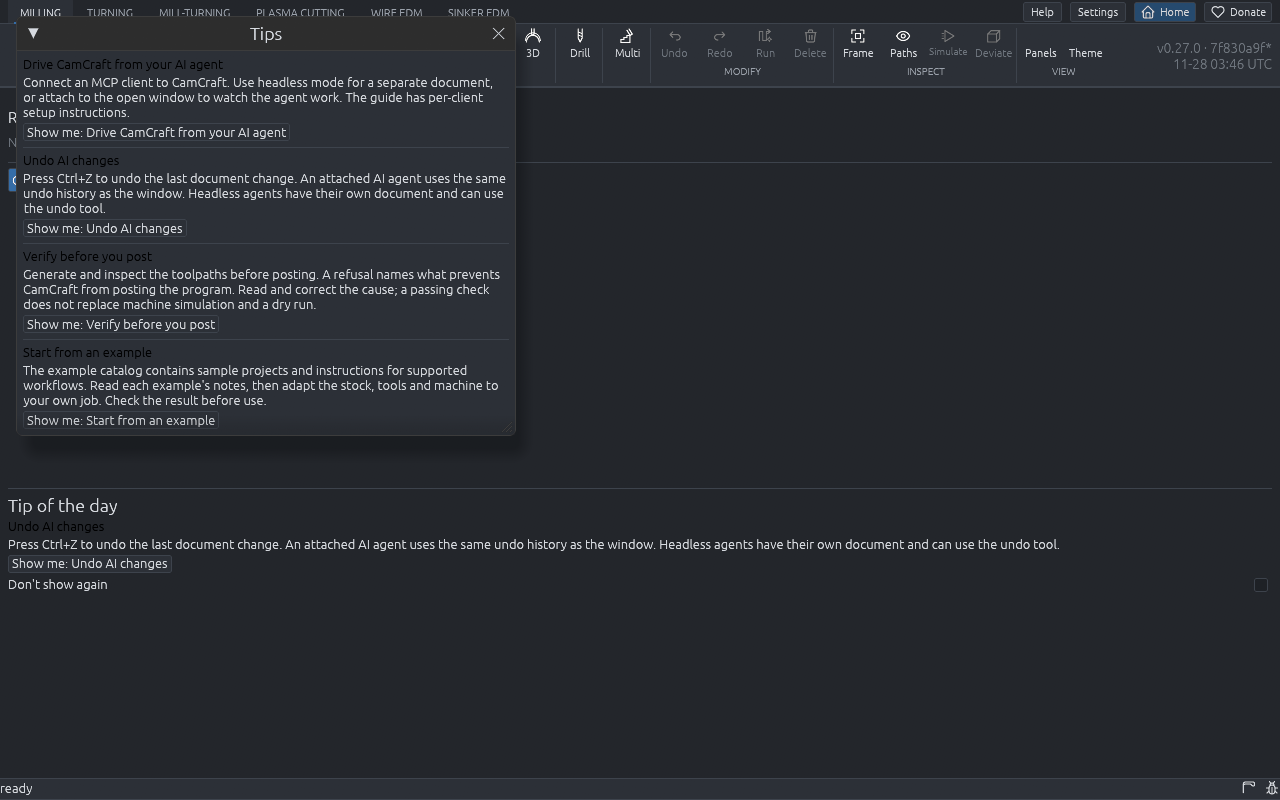 MILLING TURNING MILL-TURNING PLASMA CUTTING WIRE EDM SINKER EDM
Help Settings Home Donate
Tips
3D Drill Multi Undo Redo Run Delete Frame Paths Simulate Deviate Panels Theme
MODIFY INSPECT VIEW
v0.27.0 · 7f830a9f*
11-28 03:46 UTC
Drive CamCraft from your AI agent
Connect an MCP client to CamCraft. Use headless mode for a separate document,
or attach to the open window to watch the agent work. The guide has per-client
setup instructions.
Show me: Drive CamCraft from your AI agent
Undo AI changes
Press Ctrl+Z to undo the last document change. An attached AI agent uses the same
undo history as the window. Headless agents have their own document and can use
the undo tool.
Show me: Undo AI changes
Verify before you post
Generate and inspect the toolpaths before posting. A refusal names what prevents
CamCraft from posting the program. Read and correct the cause; a passing check
does not replace machine simulation and a dry run.
Show me: Verify before you post
Start from an example
The example catalog contains sample projects and instructions for supported
workflows. Read each example's notes, then adapt the stock, tools and machine to
your own job. Check the result before use.
Show me: Start from an example
Tip of the day
Undo AI changes
Press Ctrl+Z to undo the last document change. An attached AI agent uses the same undo history as the window. Headless agents have their own document and can use the undo tool.
Show me: Undo AI changes
Don't show again
ready